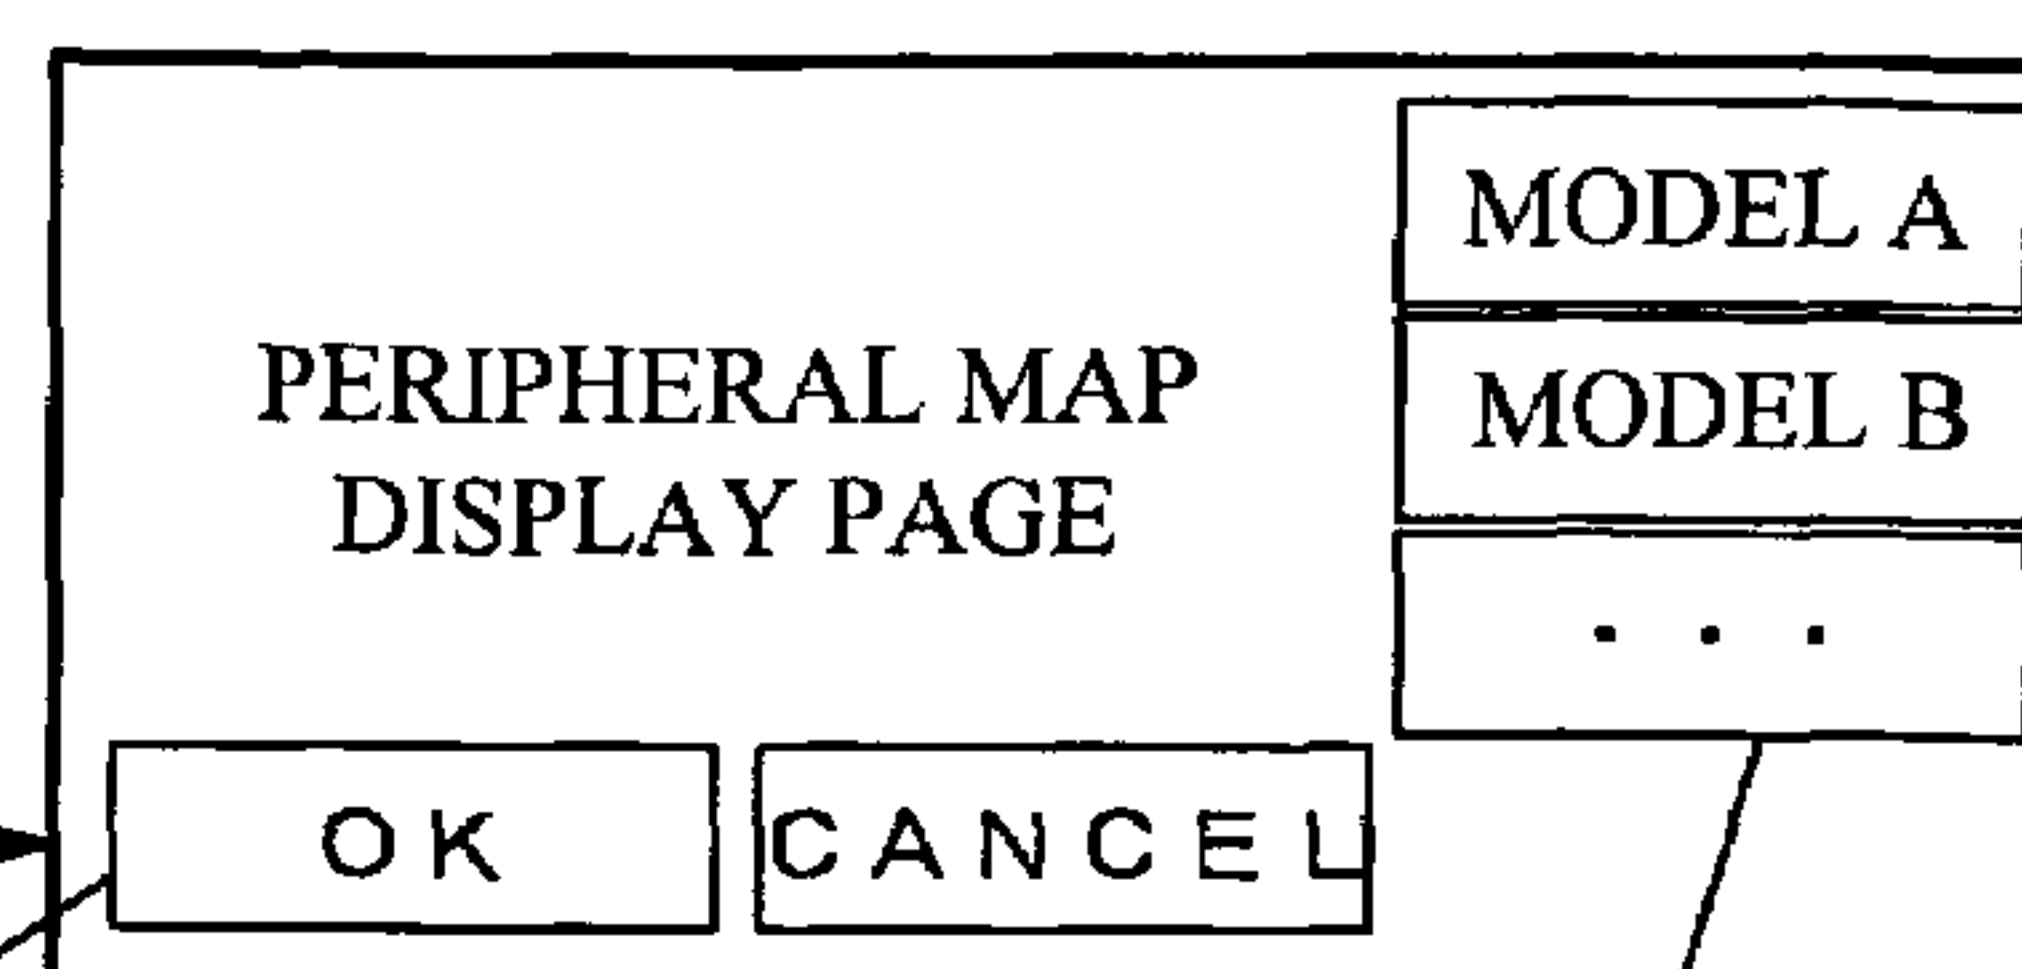 MODEL A
MODEL B
. . .
PERIPHERAL MAP
DISPLAY PAGE
OK
CANCEL